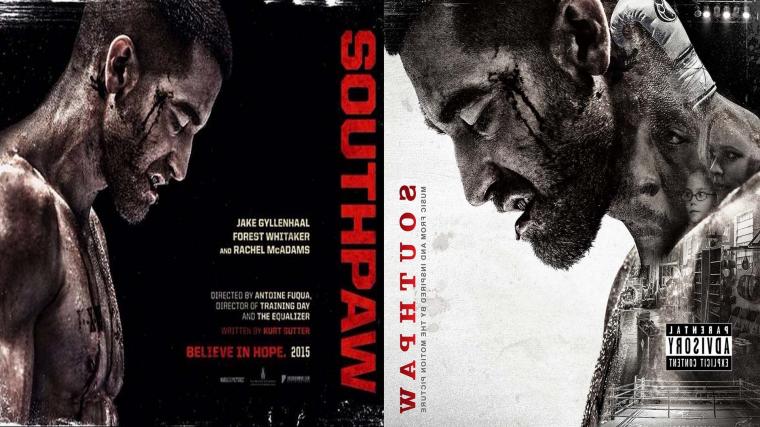 SOUTHPAW
JAKE GYLLENHAAL
FOREST WHITAKER
AND RACHEL McADAMS
DIRECTED BY ANTOINE FUQUA,
DIRECTOR OF TRAINING DAY
AND THE EQUALIZER
WRITTEN BY KURT SUTTER
BELIEVE IN HOPE. 2015
SOUTHPAW
MUSIC FROM AND INSPIRED BY THE MOTION PICTURE
PARENTAL
ADVISORY
EXPLICIT CONTENT